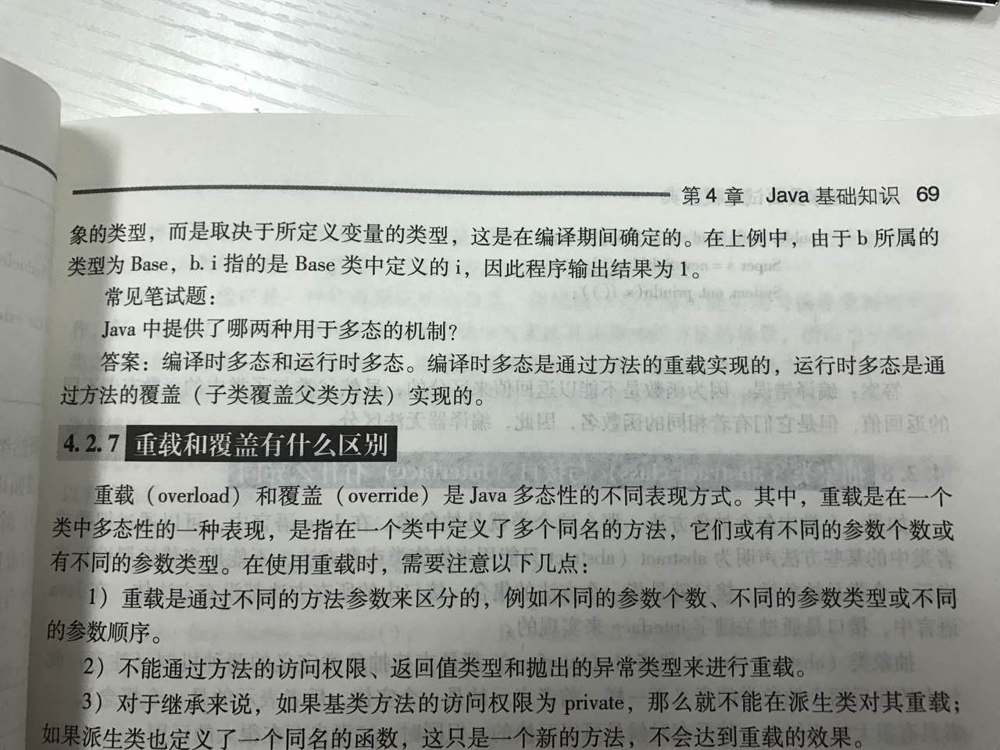 第4章 Java 基础知识 69
象的类型，而是取决于所定义变量的类型，这是在编译期间确定的。在上例中，由于 b 所属的
类型为 Base，b. i 指的是 Base 类中定义的 i，因此程序输出结果为 1。
常见笔试题：
Java 中提供了哪两种用于多态的机制？
答案：编译时多态和运行时多态。编译时多态是通过方法的重载实现的，运行时多态是通
过方法的覆盖（子类覆盖父类方法）实现的。
4.2.7 重载和覆盖有什么区别
重载（overload）和覆盖（override）是 Java 多态性的不同表现方式。其中，重载是在一个
类中多态性的一种表现，是指在一个类中定义了多个同名的方法，它们或有不同的参数个数或
有不同的参数类型。在使用重载时，需要注意以下几点：
1）重载是通过不同的方法参数来区分的，例如不同的参数个数、不同的参数类型或不同
的参数顺序。
2）不能通过方法的访问权限、返回值类型和抛出的异常类型来进行重载。
3）对于继承来说，如果基类方法的访问权限为 private，那么就不能在派生类对其重载；
如果派生类也定义了一个同名的函数，这只是一个新的方法，不会达到重载的效果。